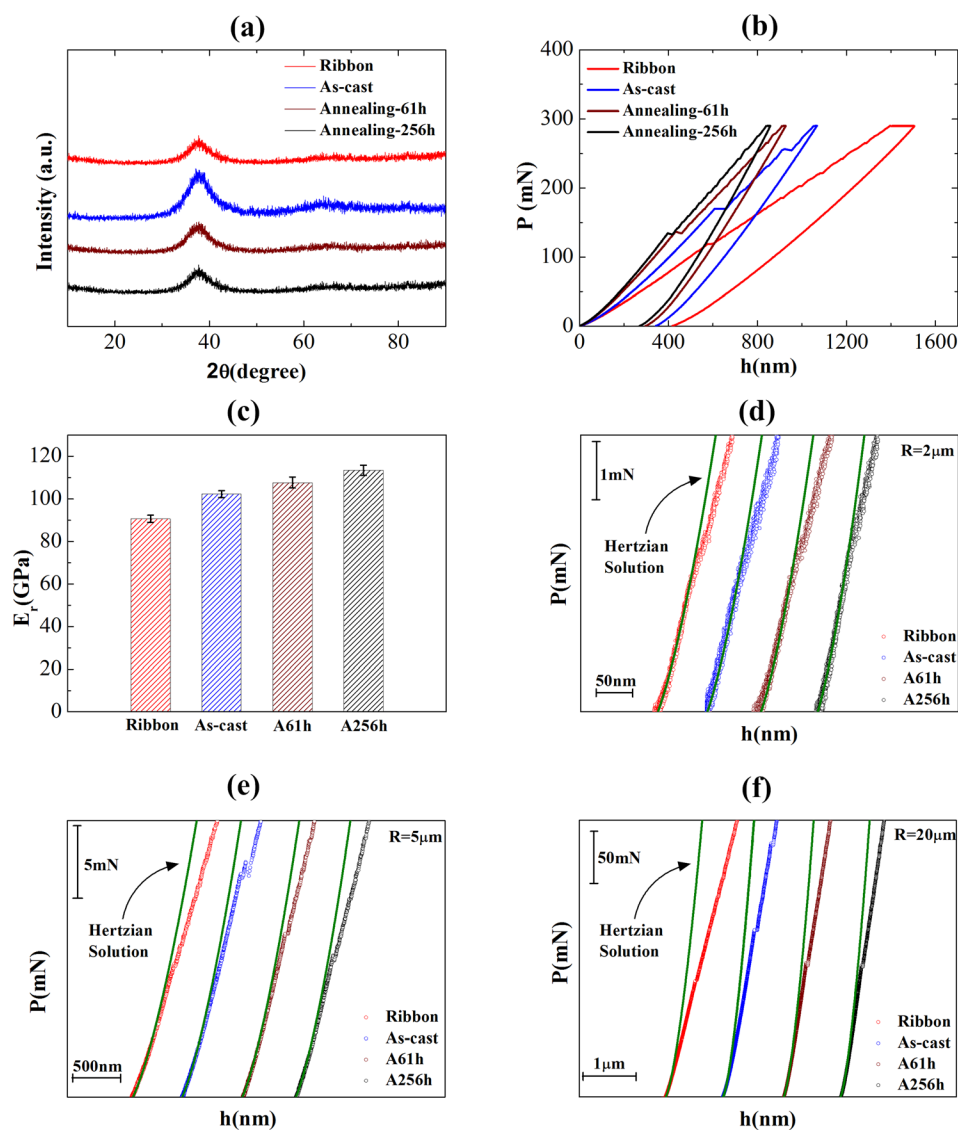 (a)
Intensity (a.u.)
Ribbon
As-cast
Annealing-61h
Annealing-256h
20 40 60 80
2θ(degree)
(b)
P (mN)
400
300
200
100
0
Ribbon
As-cast
Annealing-61h
Annealing-256h
0 400 800 1200 1600
h(nm)
(c)
E_r(GPa)
120
100
80
60
40
20
0
Ribbon As-cast A61h A256h
(d)
P(mN)
1mN
R=2μm
Hertzian
Solution
50nm
Ribbon
As-cast
A61h
A256h
h(nm)
(e)
P(mN)
5mN
R=5μm
Hertzian
Solution
500nm
Ribbon
As-cast
A61h
A256h
h(nm)
(f)
P(mN)
50mN
R=20μm
Hertzian
Solution
1μm
Ribbon
As-cast
A61h
A256h
h(nm)